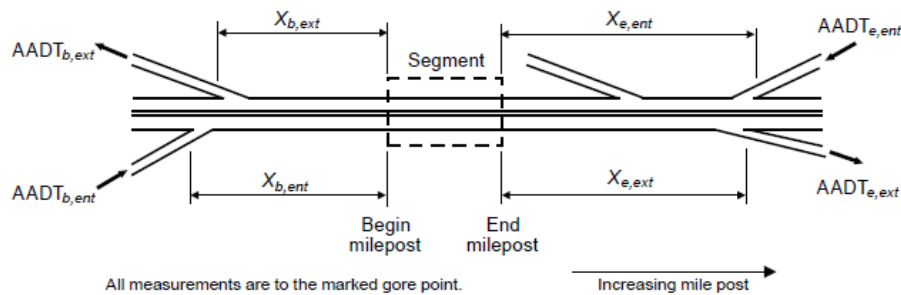 X_b,ext
X_e,ent
AADT_b,ext
AADT_e,ent
Segment
AADT_b,ent
X_b,ent
X_e,ext
AADT_e,ext
Begin
milepost
End
milepost
All measurements are to the marked gore point.
Increasing mile post